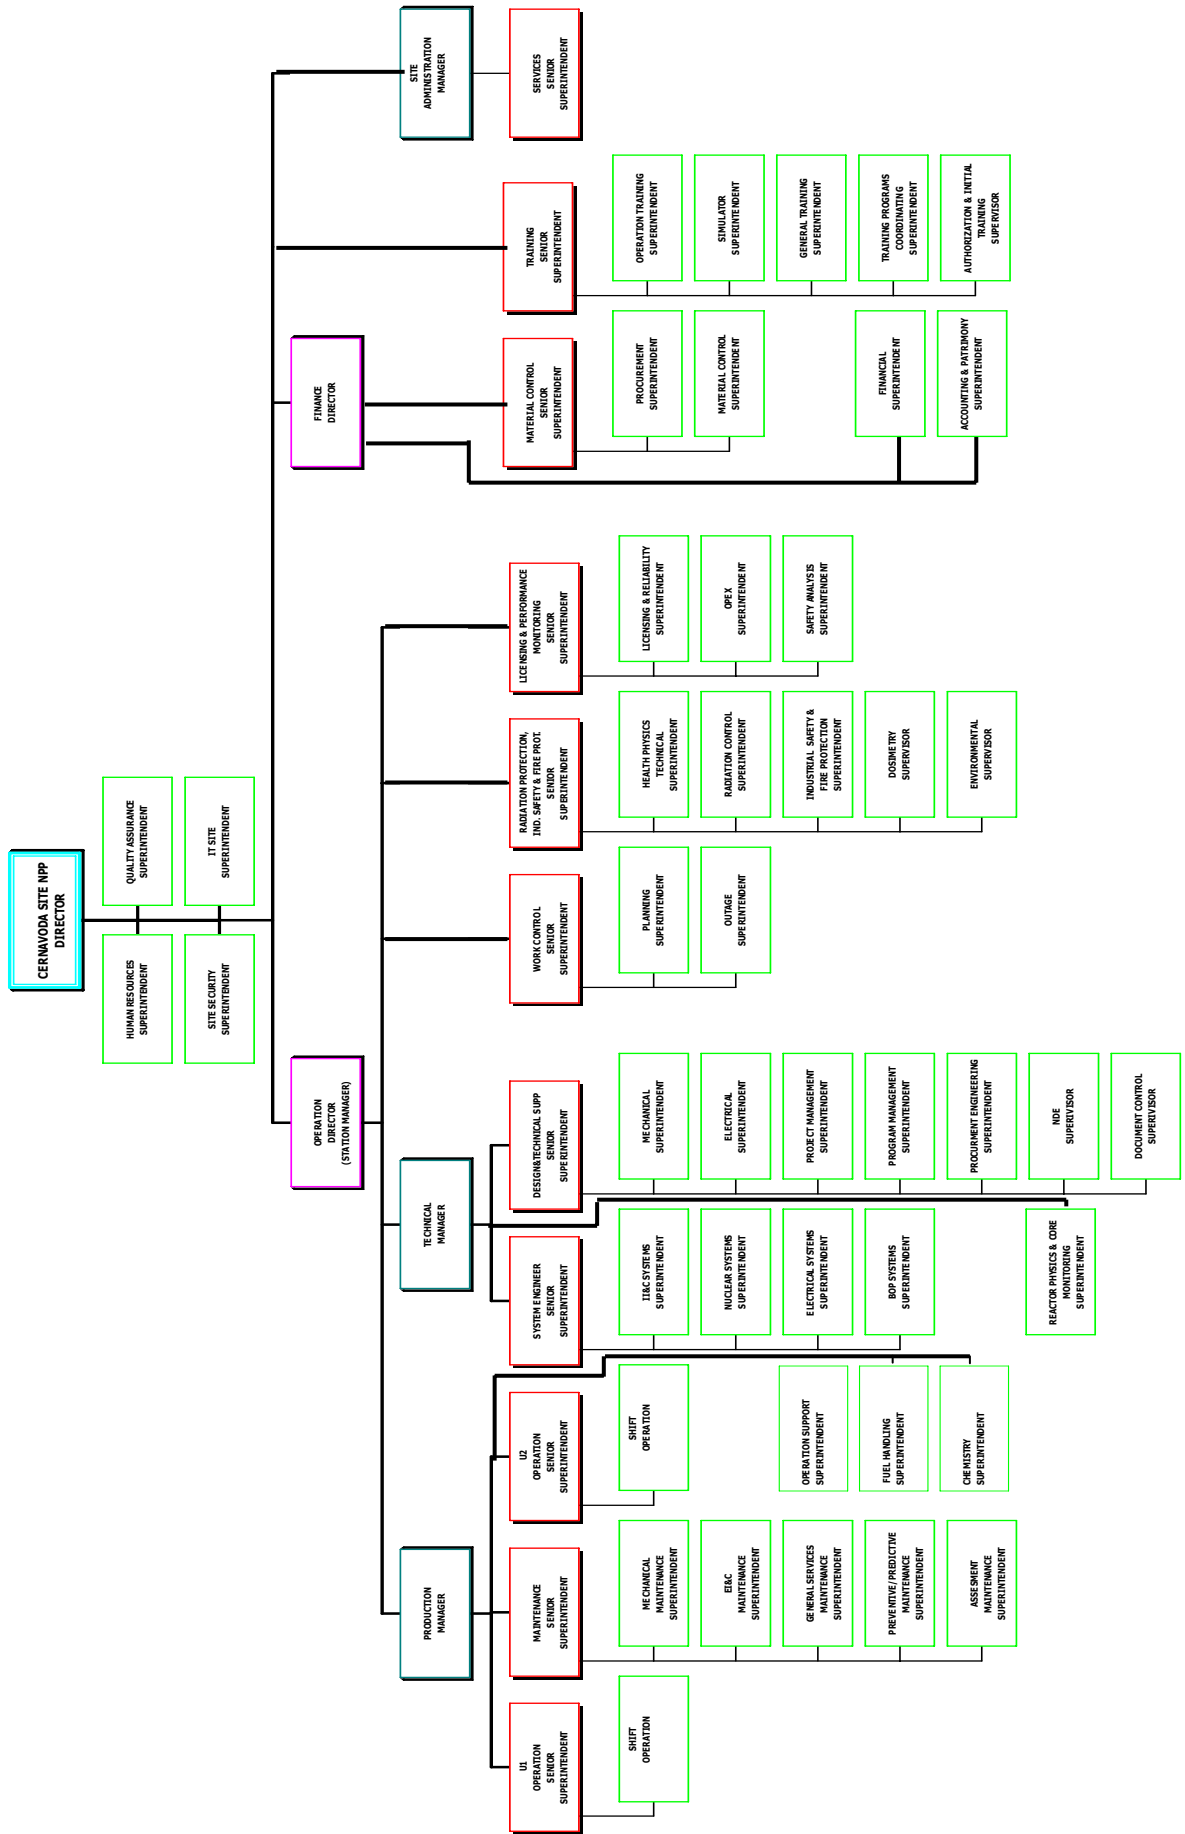 CERNAVODA SITE NPP
DIRECTOR
HUMAN RESOURCES
SUPERINTENDENT
QUALITY ASSURANCE
SUPERINTENDENT
SITE SECURITY
SUPERINTENDENT
IT SITE
SUPERINTENDENT
OPERATION
DIRECTOR
(STATION MANAGER)
FINANCE
DIRECTOR
PRODUCTION
MANAGER
TECHNICAL
MANAGER
SITE
ADMINISTRATION
MANAGER
U1
OPERATION
SENIOR
SUPERINTENDENT
MAINTENANCE
SENIOR
SUPERINTENDENT
U2
OPERATION
SENIOR
SUPERINTENDENT
SYSTEM ENGINEER
SENIOR
SUPERINTENDENT
DESIGN&TECHNICAL SUPP
SENIOR
SUPERINTENDENT
WORK CONTROL
SENIOR
SUPERINTENDENT
RADIATION PROTECTION,
IND. SAFETY & FIRE PROT.
SENIOR
SUPERINTENDENT
LICENSING & PERFORMANCE
MONITORING
SENIOR
SUPERINTENDENT
MATERIAL CONTROL
SENIOR
SUPERINTENDENT
TRAINING
SENIOR
SUPERINTENDENT
SERVICES
SENIOR
SUPERINTENDENT
SHIFT
OPERATION
MECHANICAL
MAINTENANCE
SUPERINTENDENT
EI&C
MAINTENANCE
SUPERINTENDENT
GENERAL SERVICES
MAINTENANCE
SUPERINTENDENT
PREVENTIVE/PREDICTIVE
MAINTENANCE
SUPERINTENDENT
ASSESMENT
MAINTENANCE
SUPERINTENDENT
SHIFT
OPERATION
OPERATION SUPPORT
SUPERINTENDENT
FUEL HANDLING
SUPERINTENDENT
CHEMISTRY
SUPERINTENDENT
II&C SYSTEMS
SUPERINTENDENT
NUCLEAR SYSTEMS
SUPERINTENDENT
ELECTRICAL SYSTEMS
SUPERINTENDENT
BOP SYSTEMS
SUPERINTENDENT
REACTOR PHYSICS & CORE
MONITORING
SUPERINTENDENT
MECHANICAL
SUPERINTENDENT
ELECTRICAL
SUPERINTENDENT
PROJECT MANAGEMENT
SUPERINTENDENT
PROGRAM MANAGEMENT
SUPERINTENDENT
PROCURMENT ENGINEERING
SUPERINTENDENT
NDE
SUPERIVISOR
DOCUMENT CONTROL
SUPERVISOR
PLANNING
SUPERINTENDENT
OUTAGE
SUPERINTENDENT
HEALTH PHYSICS
TECHNICAL
SUPERINTENDENT
RADIATION CONTROL
SUPERINTENDENT
INDUSTRIAL SAFETY &
FIRE PROTECTION
SUPERINTENDENT
DOSIMETRY
SUPERVISOR
ENVIRONMENTAL
SUPERVISOR
LICENSING & RELIABILITY
SUPERINTENDENT
OPEX
SUPERINTENDENT
SAFETY ANALYSIS
SUPERINTENDENT
PROCUREMENT
SUPERINTENDENT
MATERIAL CONTROL
SUPERINTENDENT
FINANCIAL
SUPERINTENDENT
ACCOUNTING & PATRIMONY
SUPERINTENDENT
OPERATION TRAINING
SUPERINTENDENT
SIMULATOR
SUPERINTENDENT
GENERAL TRAINING
SUPERINTENDENT
TRAINING PROGRAMS
COORDINATING
SUPERINTENDENT
AUTHORIZATION & INITIAL
TRAINING
SUPERVISOR